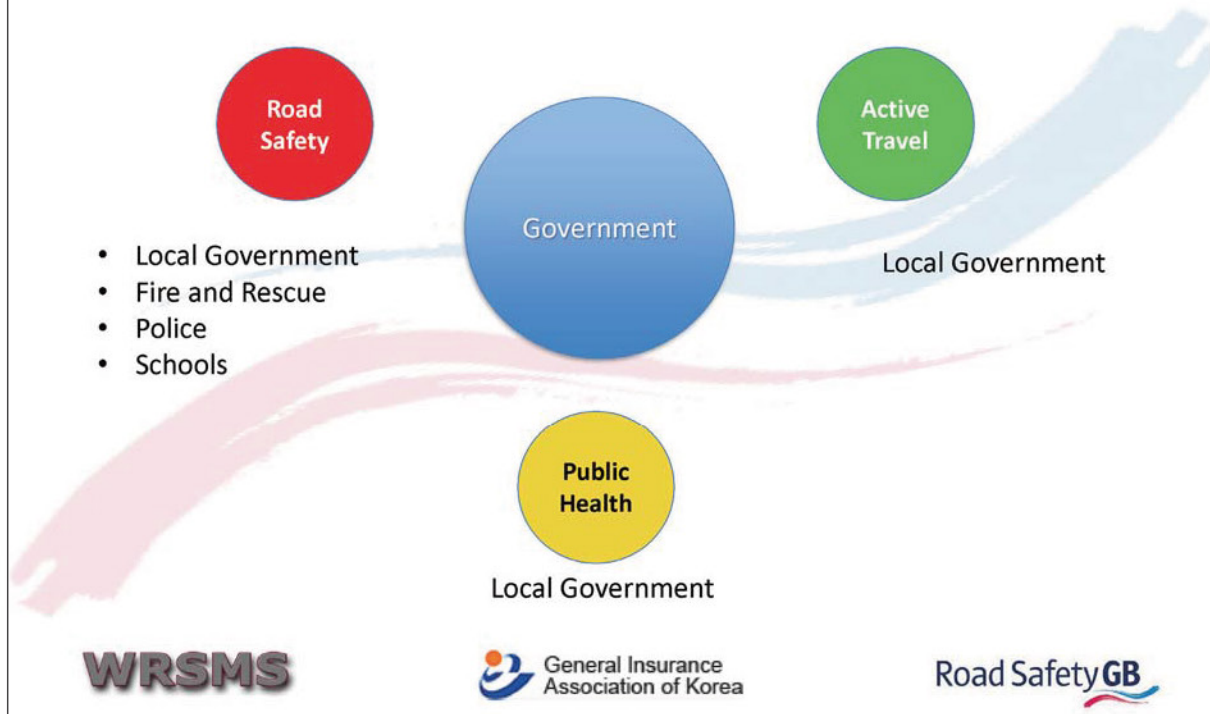 Road
Safety
Government
Active
Travel
• Local Government
• Fire and Rescue
• Police
• Schools
Local Government
Public
Health
Local Government
WRSMS
General Insurance
Association of Korea
Road Safety GB